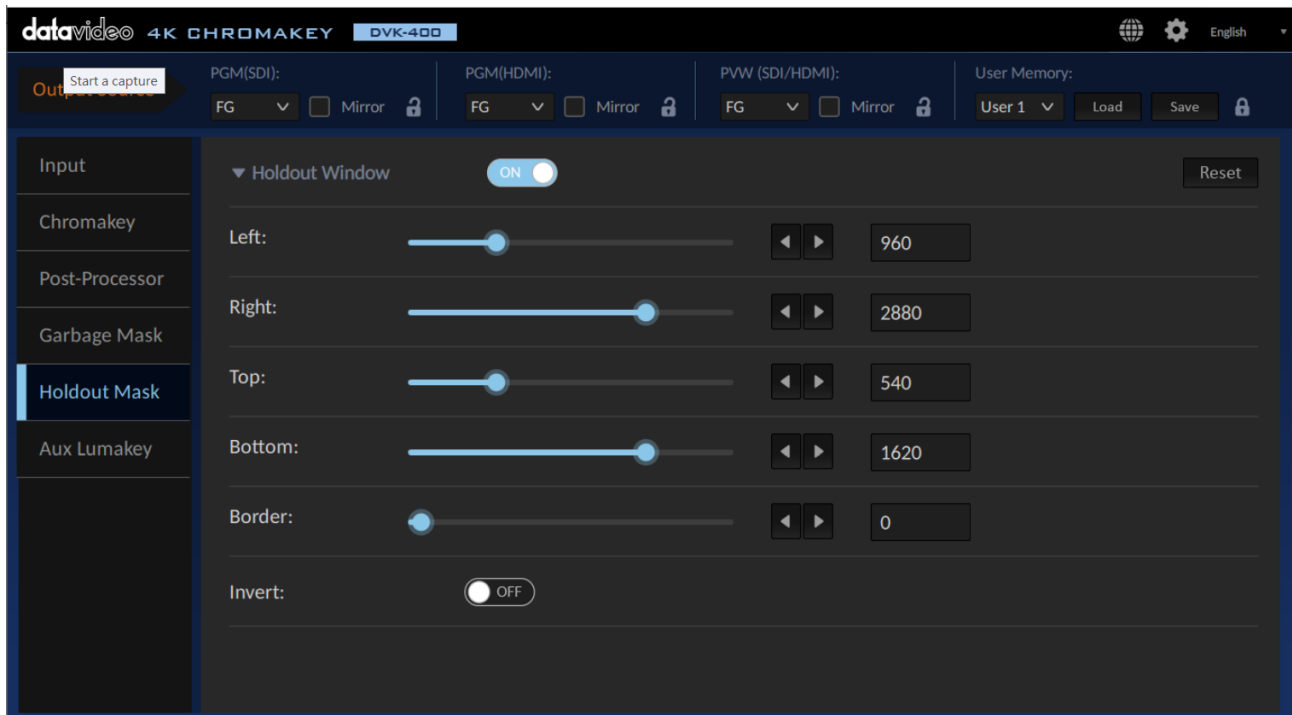 datavideo 4K CHROMAKEY DVK-400 English
Start a capture
PGM(SDI): PGM(HDMI): PVW (SDI/HDMI): User Memory:
FG Mirror FG Mirror FG Mirror User 1 Load Save
Input
Chromakey
Post-Processor
Garbage Mask
Holdout Mask
Aux Lumakey
Holdout Window ON Reset
Left: 960
Right: 2880
Top: 540
Bottom: 1620
Border: 0
Invert: OFF